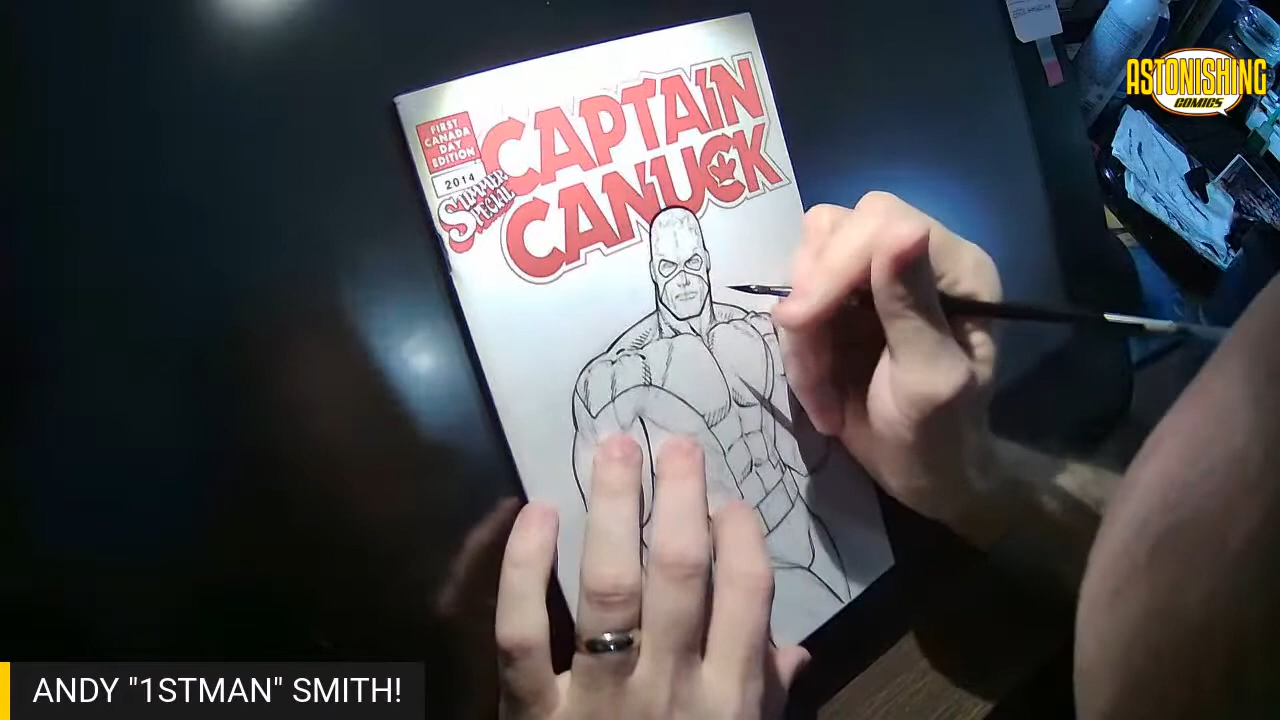 FIRST
CANADA
DAY
EDITION
2014
SUMMER
SPECIAL
CAPTAIN
CANUCK
ASTONISHING
COMICS
ANDY "1STMAN" SMITH!